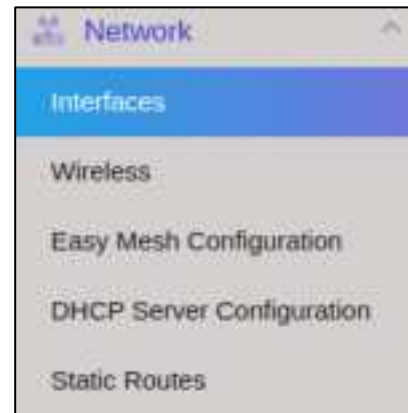 Network
Interfaces
Wireless
Easy Mesh Configuration
DHCP Server Configuration
Static Routes